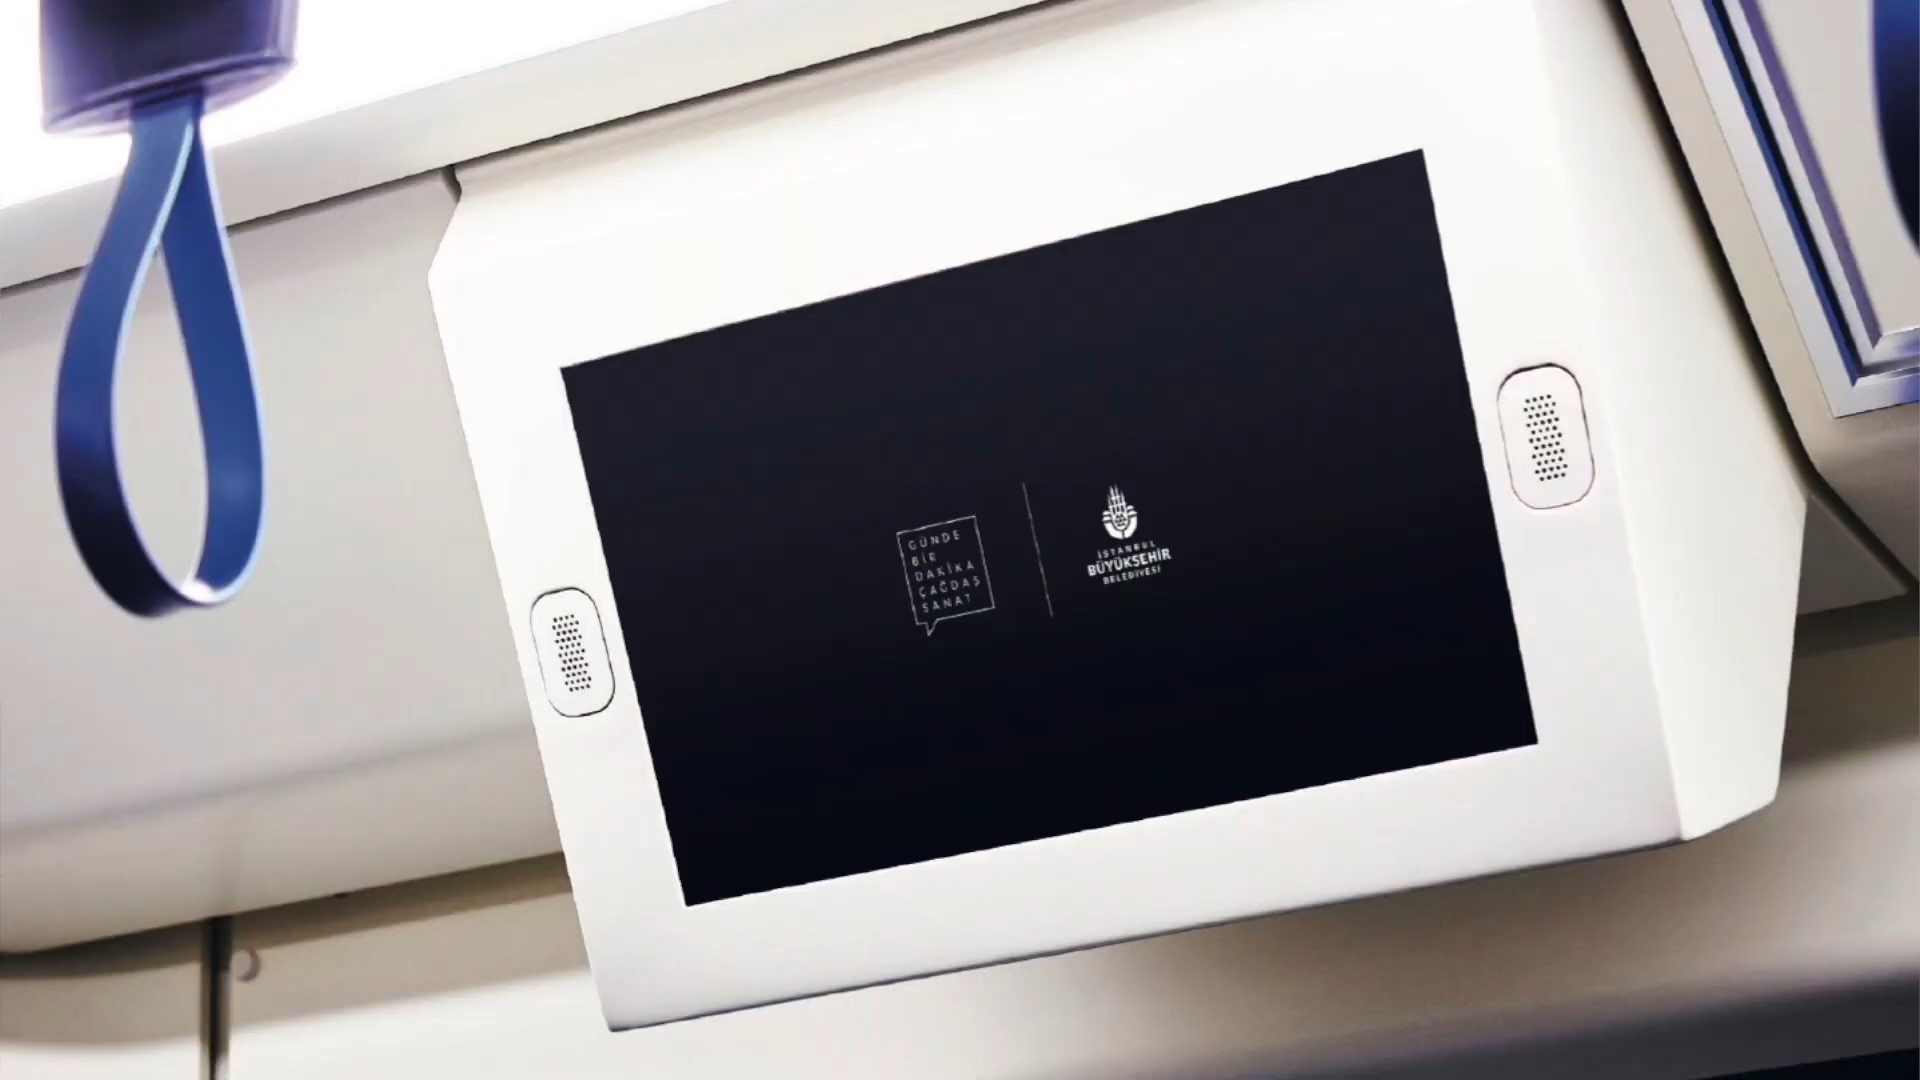 GÜNDE
BİR
DAKİKA
ÇAĞDAŞ
SANAT
İSTANBUL
BÜYÜKŞEHİR
BELEDİYESİ